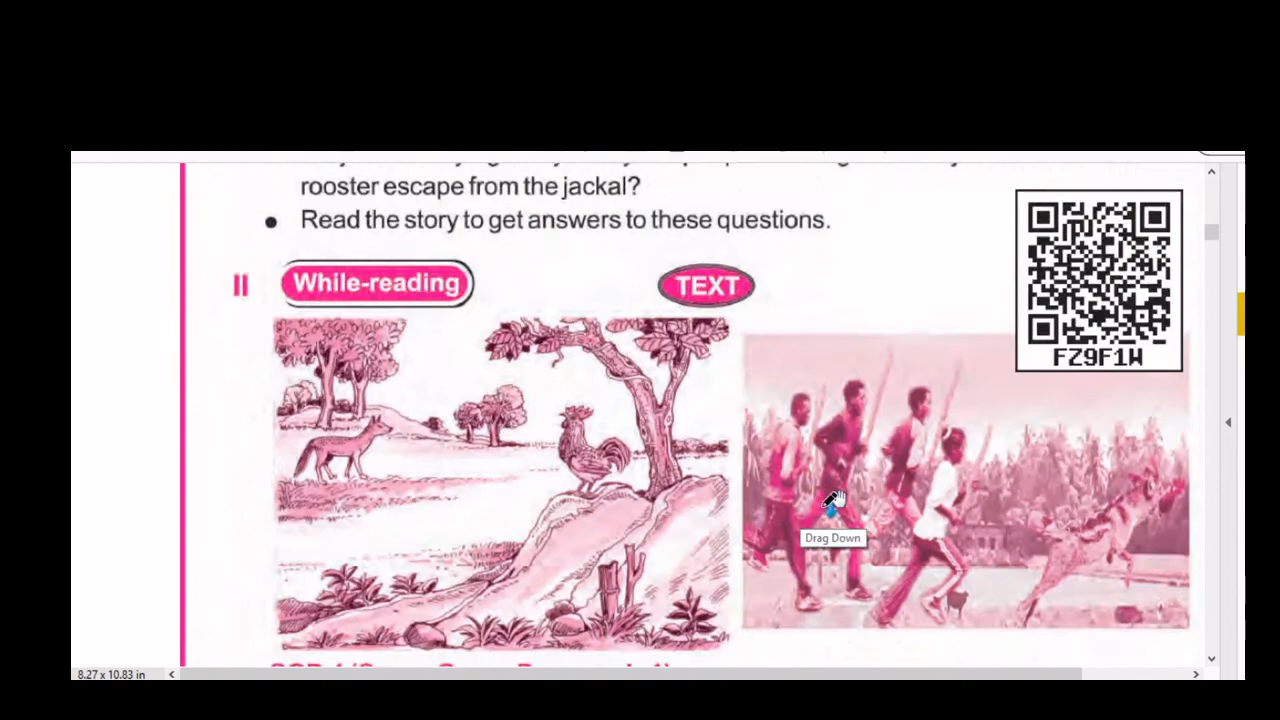 rooster escape from the jackal?
● Read the story to get answers to these questions.
II While-reading TEXT
FZ9F1W
Drag Down
8.27 x 10.83 in